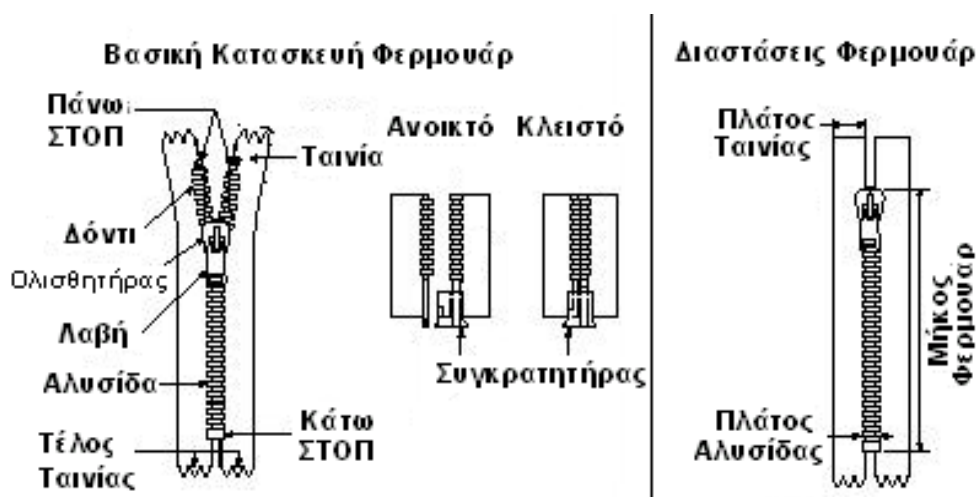 Βασική Κατασκευή Φερμουάρ
Πάνω
ΣΤΟΠ
Ταινία
Δόντι
Ολισθητήρας
Λαβή
Αλυσίδα
Κάτω
ΣΤΟΠ
Τέλος
Ταινίας
Ανοικτό
Κλειστό
Συγκρατητήρας
Διαστάσεις Φερμουάρ
Πλάτος
Ταινίας
Μήκος
Φερμουάρ
Πλάτος
Αλυσίδας